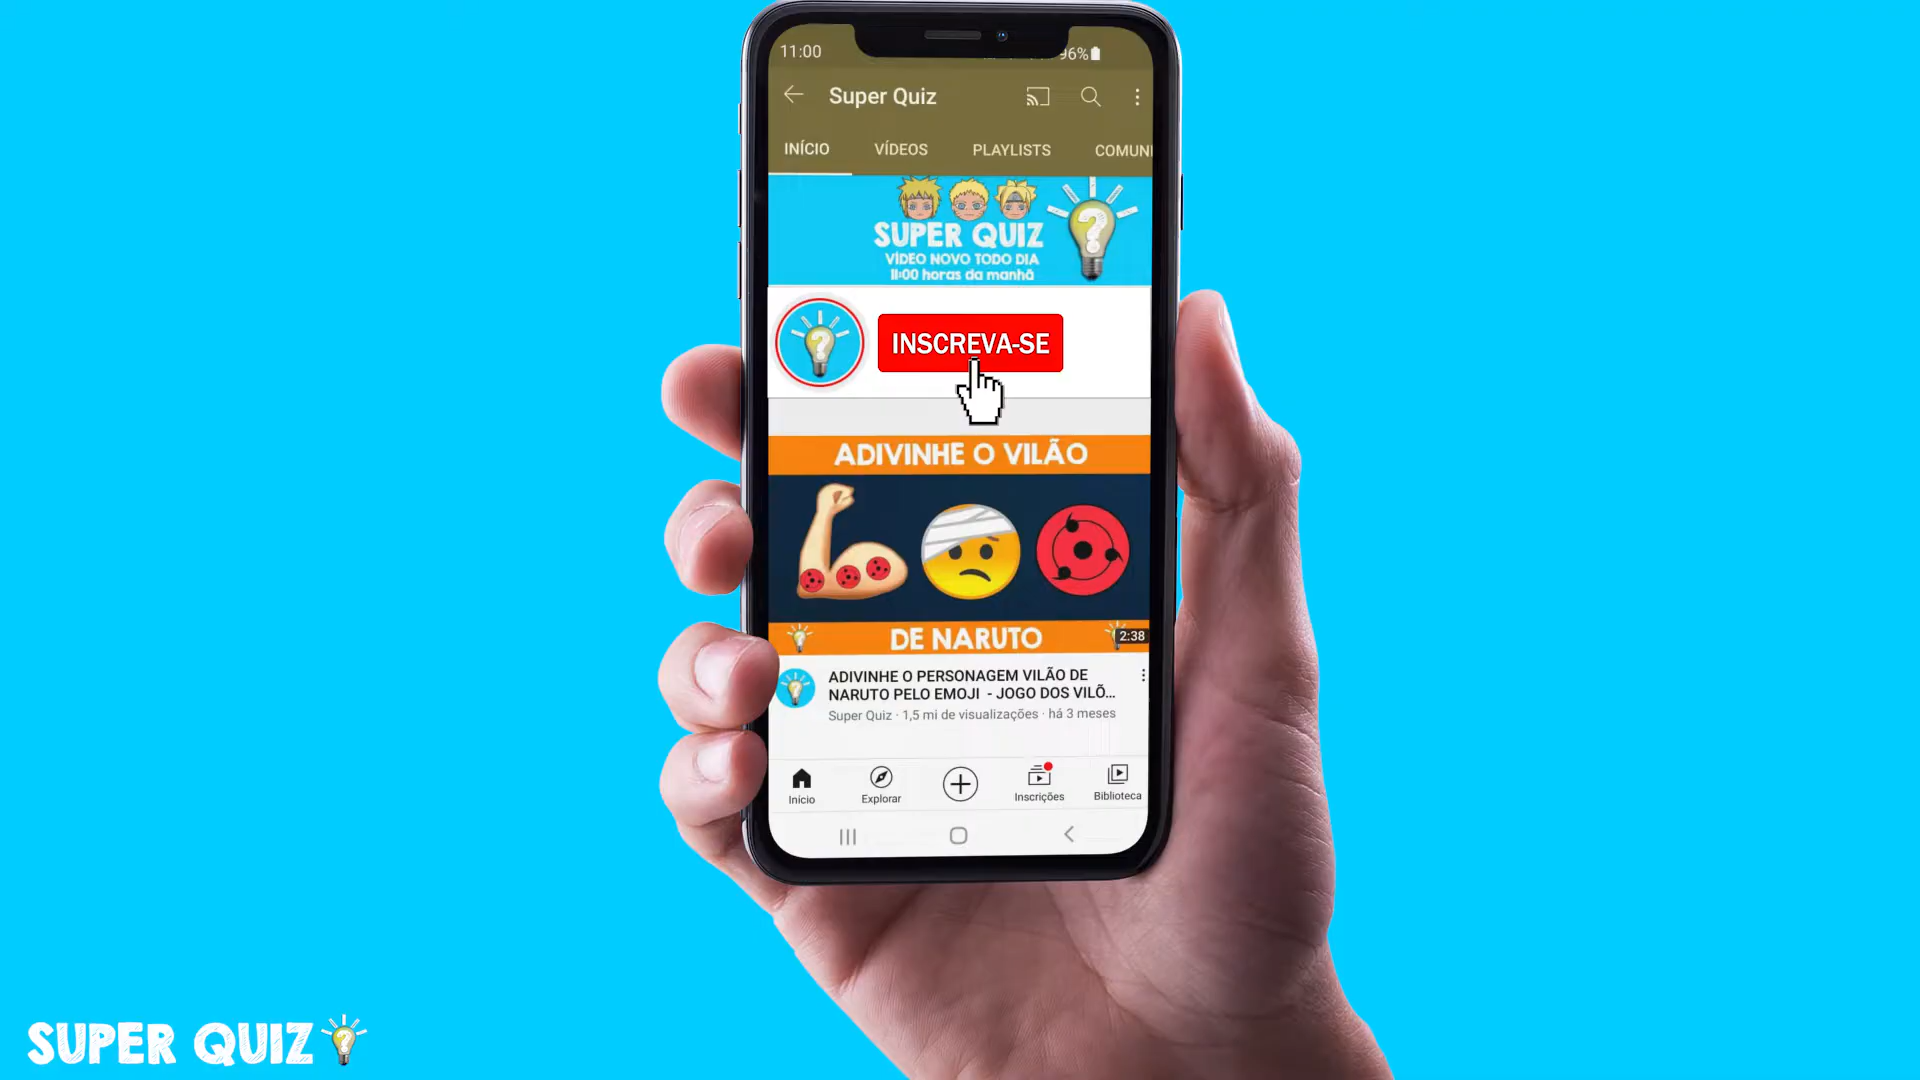 11:00
96%
Super Quiz
INÍCIO
VÍDEOS
PLAYLISTS
COMUNI
SUPER QUIZ
VÍDEO NOVO TODO DIA
11:00 horas da manhã
INSCREVA-SE
ADIVINHE O VILÃO
DE NARUTO
2:38
ADIVINHE O PERSONAGEM VILÃO DE
NARUTO PELO EMOJI - JOGO DOS VILÕ...
Super Quiz · 1,5 mi de visualizações · há 3 meses
Início
Explorar
Inscrições
Biblioteca
SUPER QUIZ